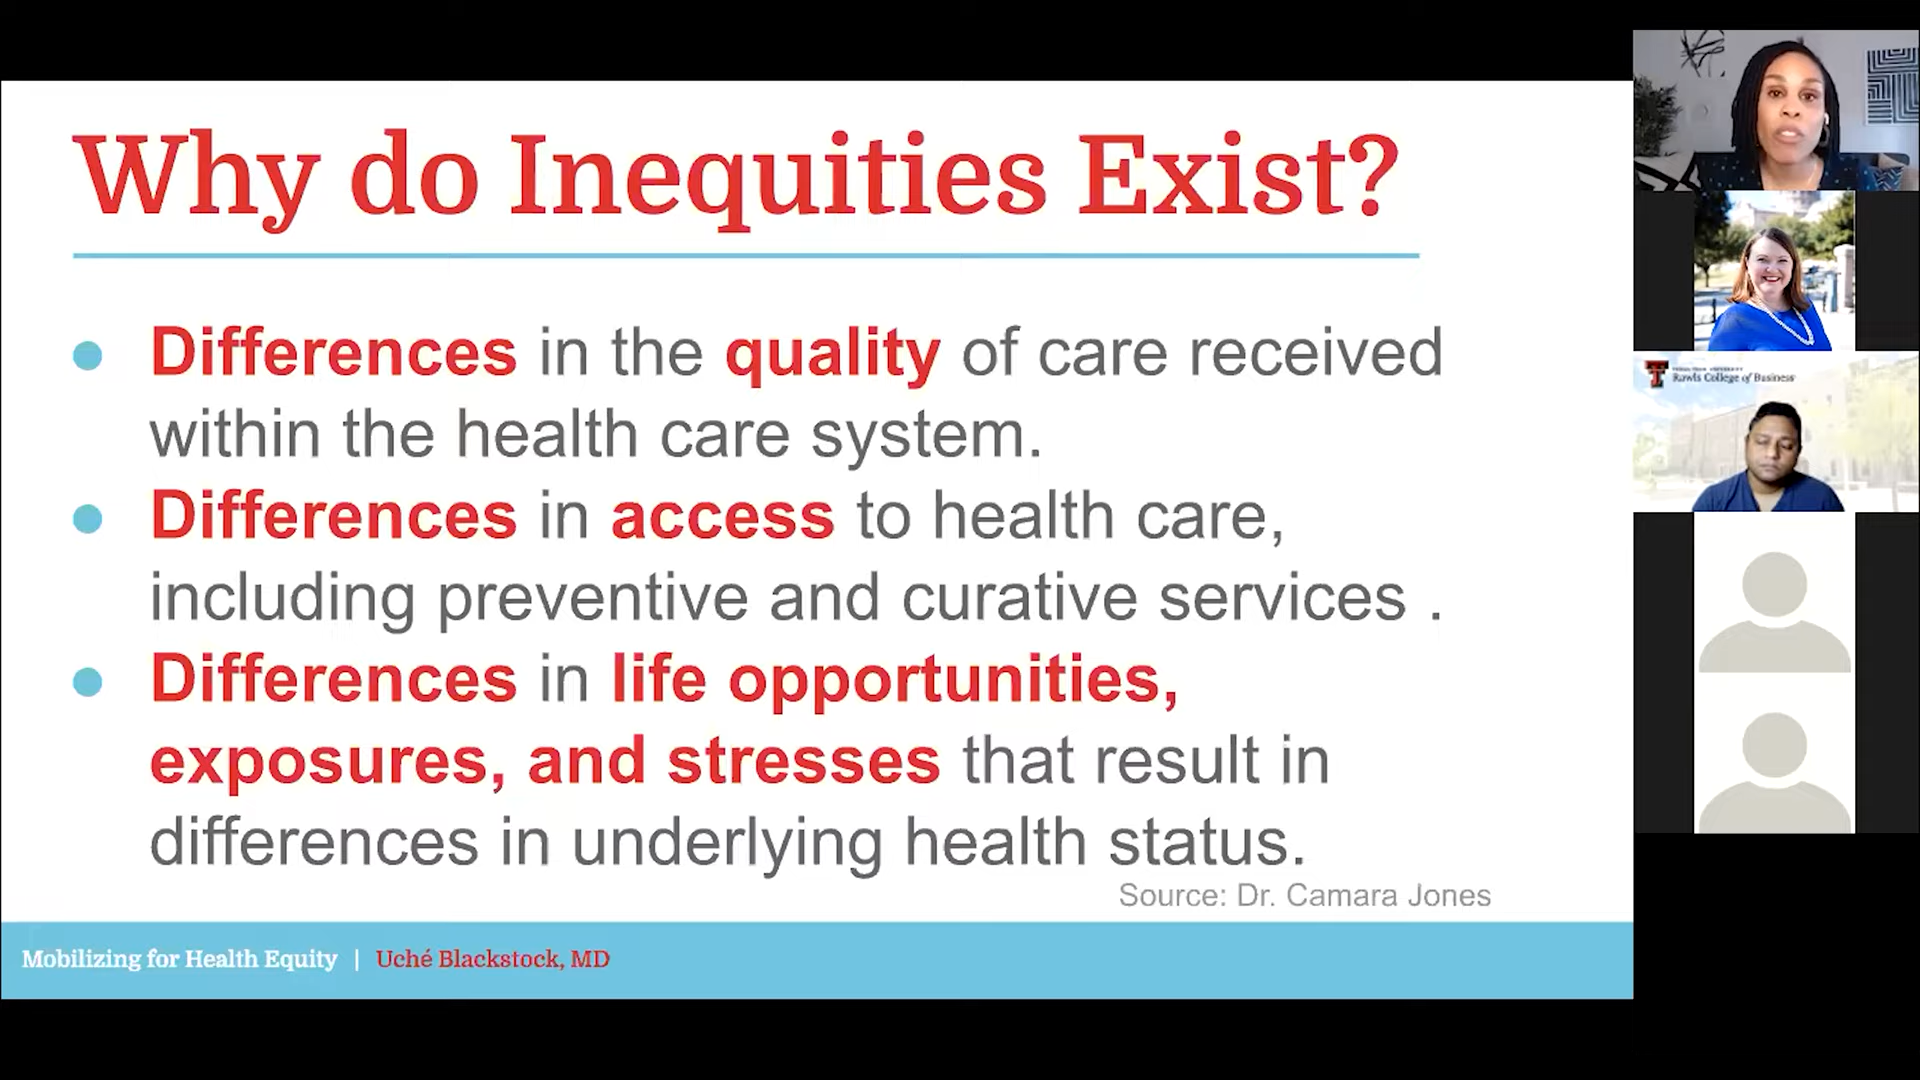 Why do Inequities Exist?
Differences in the quality of care received
within the health care system.
Differences in access to health care,
including preventive and curative services .
Differences in life opportunities,
exposures, and stresses that result in
differences in underlying health status.
Source: Dr. Camara Jones
Mobilizing for Health Equity | Uché Blackstock, MD
TEXAS TECH UNIVERSITY
Rawls College of Business